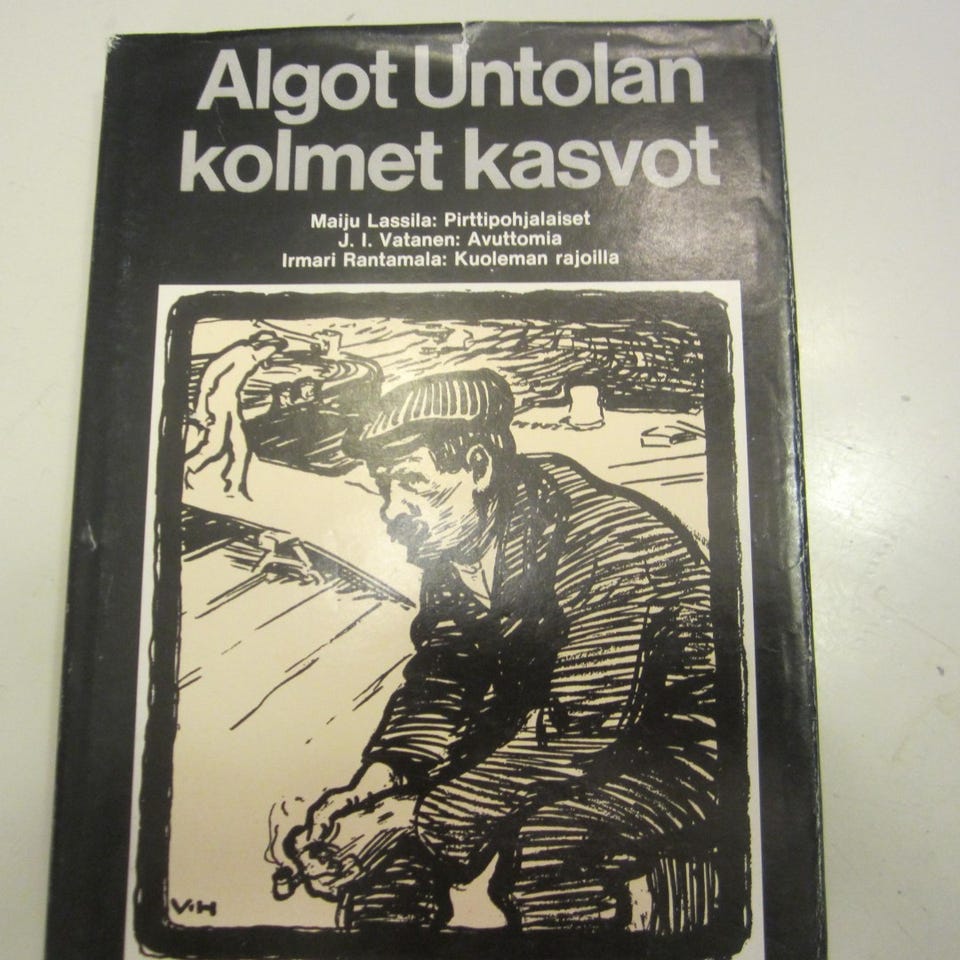 Algot Untolan
kolmet kasvot
Maiju Lassila: Pirttipohjalaiset
J. I. Vatanen: Avuttomia
Irmari Rantamala: Kuoleman rajoilla
V·H